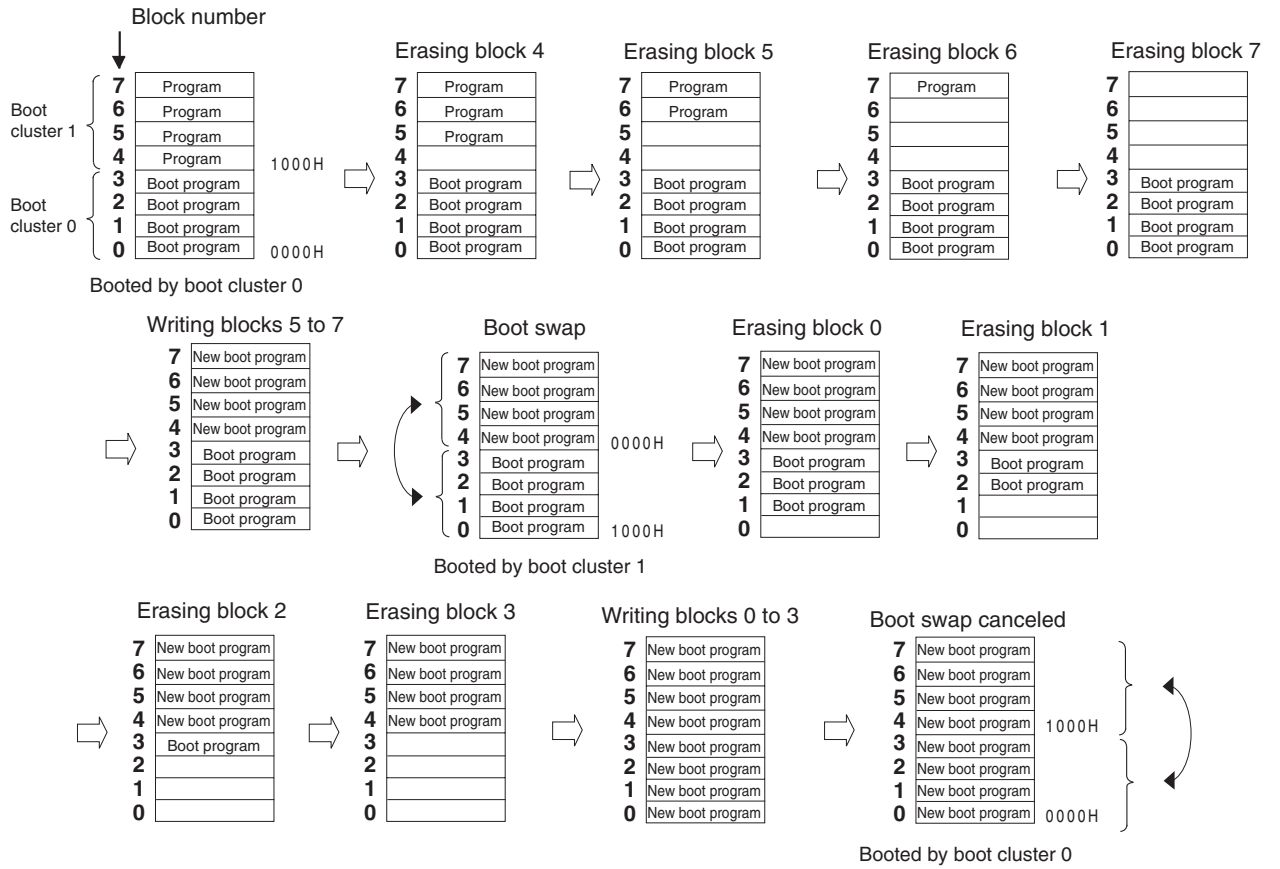 Block number
Erasing block 4
Erasing block 5
Erasing block 6
Erasing block 7
Boot
cluster 1
Boot
cluster 0
7 Program
6 Program
5 Program
4 Program
3 Boot program
2 Boot program
1 Boot program
0 Boot program
1000H
0000H
Booted by boot cluster 0
7 Program
6 Program
5 Program
4
3 Boot program
2 Boot program
1 Boot program
0 Boot program
7 Program
6 Program
5
4
3 Boot program
2 Boot program
1 Boot program
0 Boot program
7 Program
6
5
4
3 Boot program
2 Boot program
1 Boot program
0 Boot program
7
6
5
4
3 Boot program
2 Boot program
1 Boot program
0 Boot program
Writing blocks 5 to 7
7 New boot program
6 New boot program
5 New boot program
4 New boot program
3 Boot program
2 Boot program
1 Boot program
0 Boot program
Boot swap
7 New boot program
6 New boot program
5 New boot program
4 New boot program
3 Boot program
2 Boot program
1 Boot program
0 Boot program
0000H
1000H
Booted by boot cluster 1
Erasing block 0
7 New boot program
6 New boot program
5 New boot program
4 New boot program
3 Boot program
2 Boot program
1 Boot program
0
Erasing block 1
7 New boot program
6 New boot program
5 New boot program
4 New boot program
3 Boot program
2 Boot program
1
0
Erasing block 2
7 New boot program
6 New boot program
5 New boot program
4 New boot program
3 Boot program
2
1
0
Erasing block 3
7 New boot program
6 New boot program
5 New boot program
4 New boot program
3
2
1
0
Writing blocks 0 to 3
7 New boot program
6 New boot program
5 New boot program
4 New boot program
3 New boot program
2 New boot program
1 New boot program
0 New boot program
Boot swap canceled
7 New boot program
6 New boot program
5 New boot program
4 New boot program
3 New boot program
2 New boot program
1 New boot program
0 New boot program
1000H
0000H
Booted by boot cluster 0